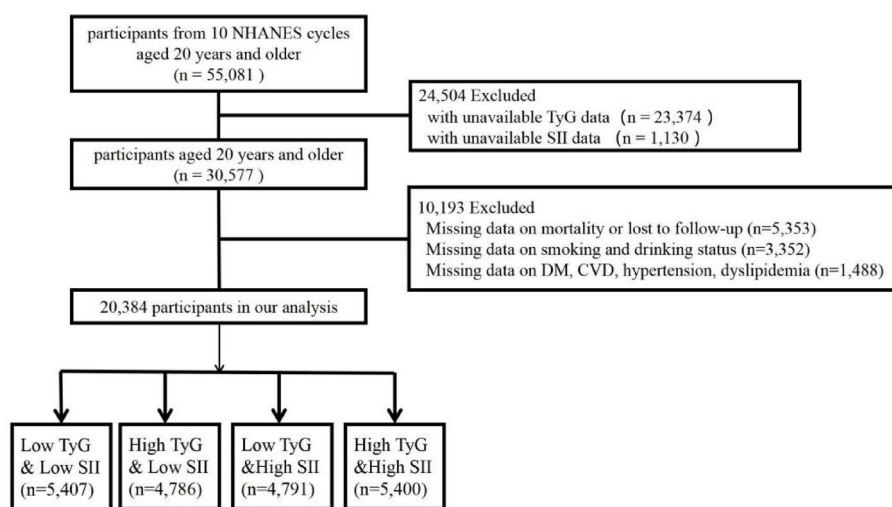 participants from 10 NHANES cycles
aged 20 years and older
(n = 55,081 )
24,504 Excluded
with unavailable TyG data (n = 23,374 )
with unavailable SII data (n = 1,130 )
participants aged 20 years and older
(n = 30,577 )
10,193 Excluded
Missing data on mortality or lost to follow-up (n=5,353)
Missing data on smoking and drinking status (n=3,352)
Missing data on DM, CVD, hypertension, dyslipidemia (n=1,488)
20,384 participants in our analysis
Low TyG
& Low SII
(n=5,407)
High TyG
& Low SII
(n=4,786)
Low TyG
&High SII
(n=4,791)
High TyG
&High SII
(n=5,400)